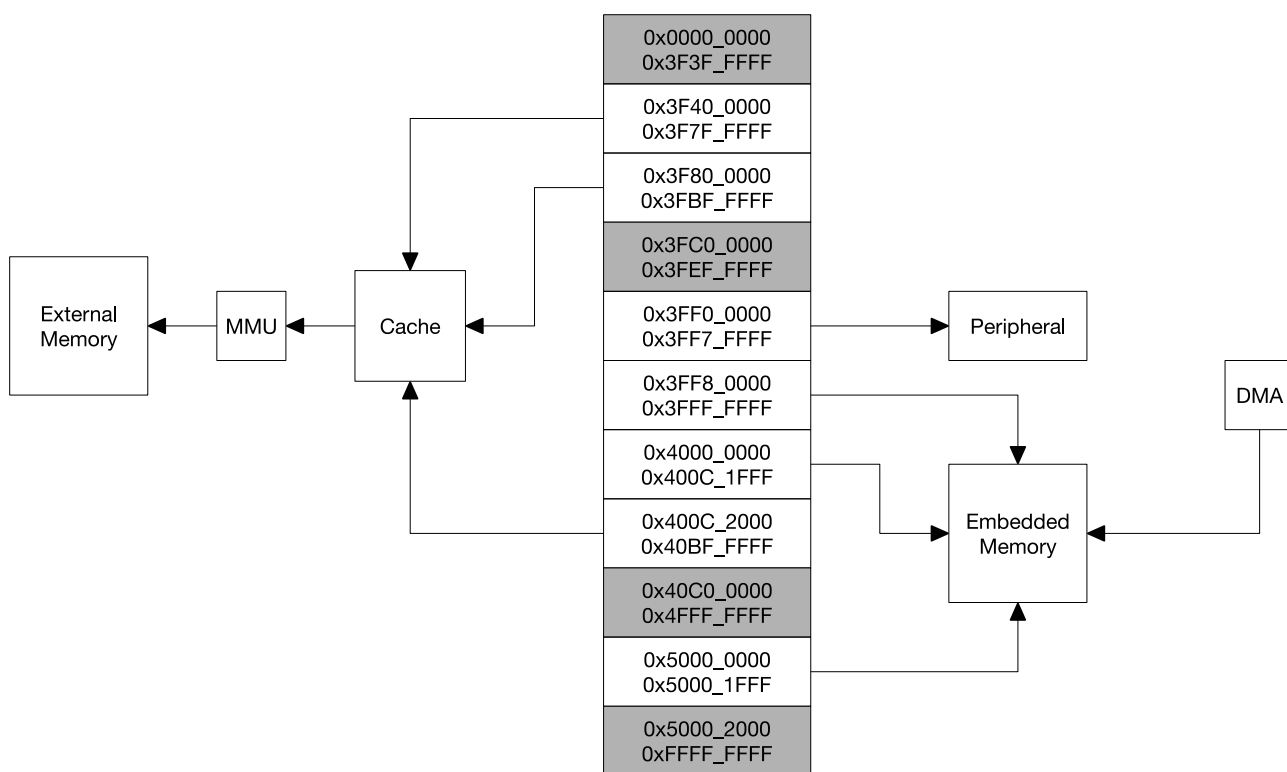 0x0000_0000
0x3F3F_FFFF
0x3F40_0000
0x3F7F_FFFF
0x3F80_0000
0x3FBF_FFFF
0x3FC0_0000
0x3FEF_FFFF
0x3FF0_0000
0x3FF7_FFFF
0x3FF8_0000
0x3FFF_FFFF
0x4000_0000
0x400C_1FFF
0x400C_2000
0x40BF_FFFF
0x40C0_0000
0x4FFF_FFFF
0x5000_0000
0x5000_1FFF
0x5000_2000
0xFFFF_FFFF
External
Memory
MMU
Cache
Peripheral
DMA
Embedded
Memory